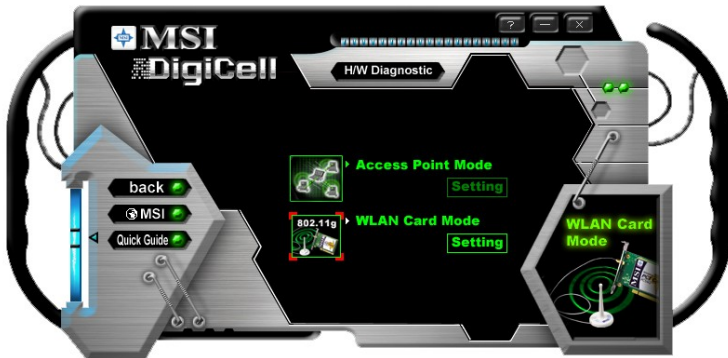 MSI
DigiCell
? — X
H/W Diagnostic
back
MSI
Quick Guide
Access Point Mode
Setting
802.11g
WLAN Card Mode
Setting
WLAN Card
Mode
MSI